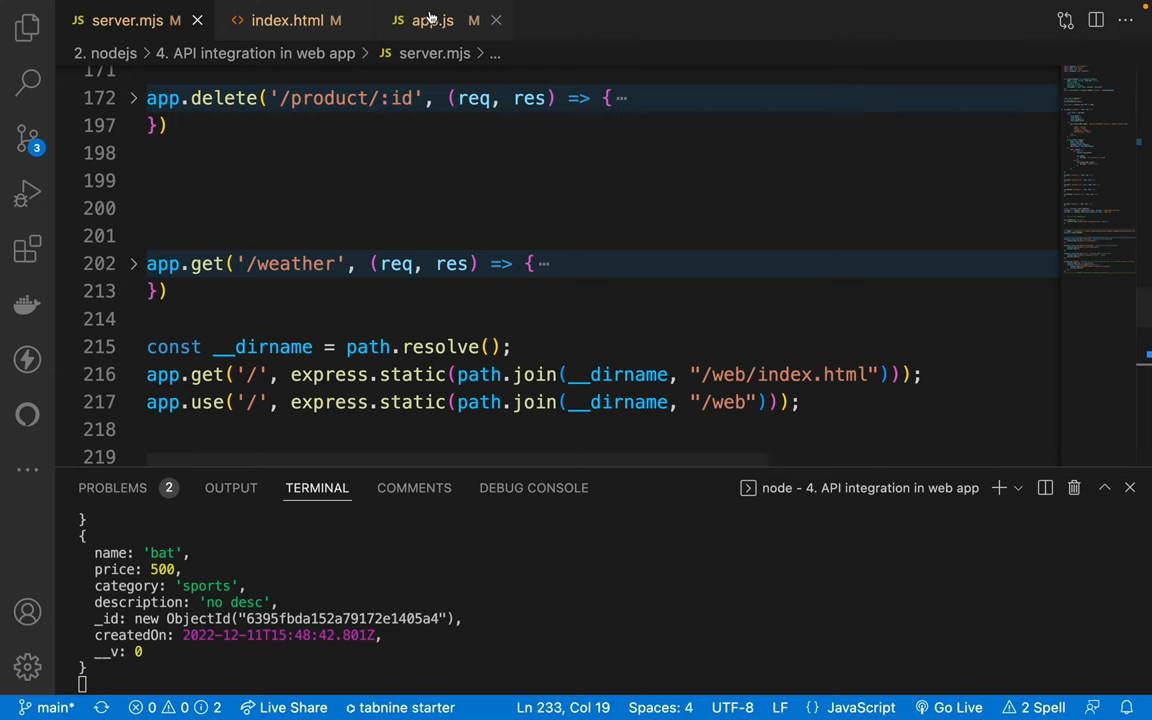 server.mjs M
index.html M
app.js M
2. nodejs > 4. API integration in web app > server.mjs > ...
171
172 app.delete('/product/:id', (req, res) => { ...
197 })
198
199
200
201
202 app.get('/weather', (req, res) => { ...
213 })
214
215 const __dirname = path.resolve();
216 app.get('/', express.static(path.join(__dirname, "/web/index.html")));
217 app.use('/', express.static(path.join(__dirname, "/web")));
218
219
PROBLEMS 2 OUTPUT TERMINAL COMMENTS DEBUG CONSOLE node - 4. API integration in web app
}
{
name: 'bat',
price: 500,
category: 'sports',
description: 'no desc',
_id: new ObjectId("6395fbda152a79172e1405a4"),
createdOn: 2022-12-11T15:48:42.801Z,
__v: 0
}
3
main* 0 0 2 Live Share tabnine starter Ln 233, Col 19 Spaces: 4 UTF-8 LF {} JavaScript Go Live 2 Spell